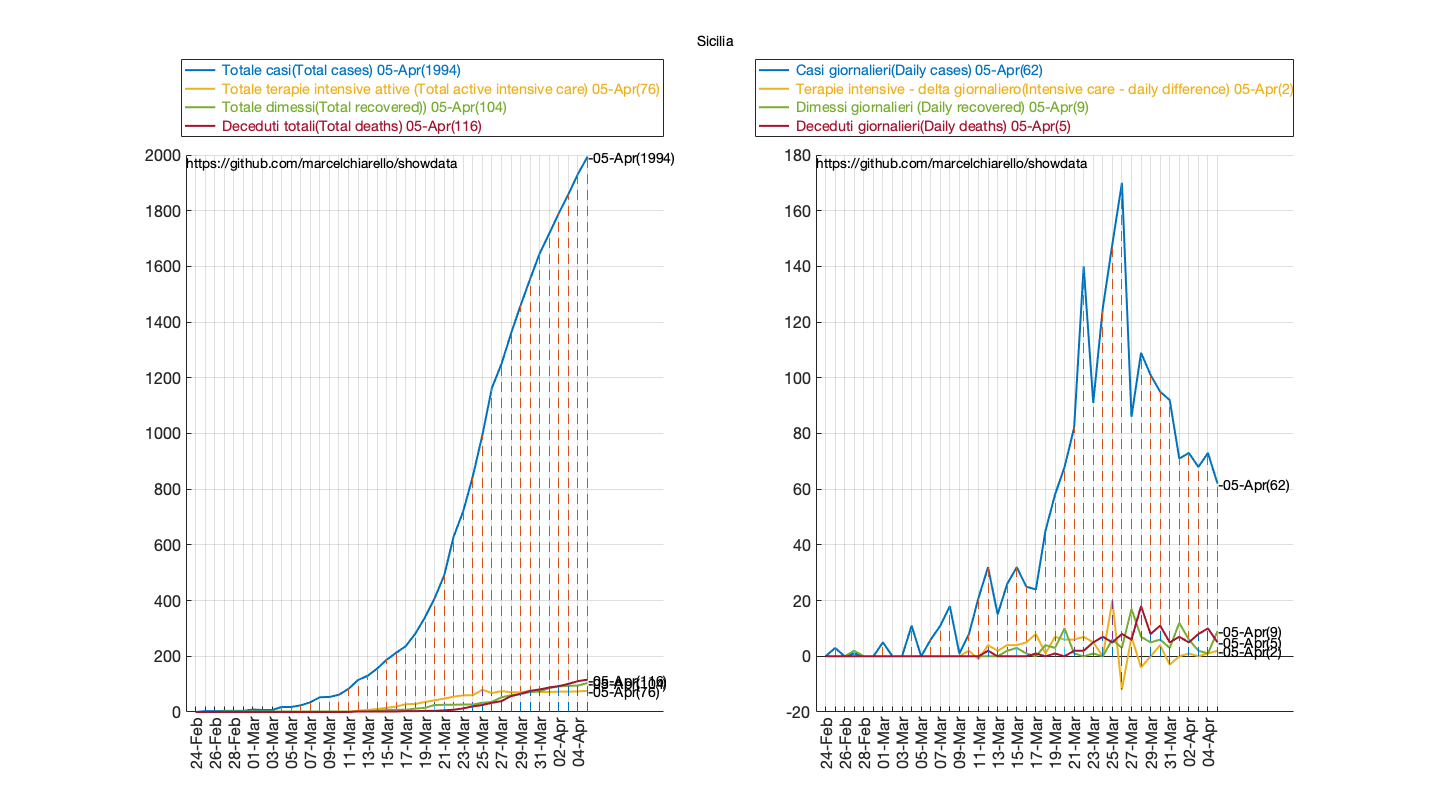 Sicilia
Totale casi(Total cases) 05-Apr(1994)
Totale terapie intensive attive (Total active intensive care) 05-Apr(76)
Totale dimessi(Total recovered)) 05-Apr(104)
Deceduti totali(Total deaths) 05-Apr(116)
https://github.com/marcelchiarello/showdata
-05-Apr(1994)
2000
1800
1600
1400
1200
1000
800
600
400
200
0
-05-Apr(116)
-05-Apr(104)
-05-Apr(76)
24-Feb
26-Feb
28-Feb
01-Mar
03-Mar
05-Mar
07-Mar
09-Mar
11-Mar
13-Mar
15-Mar
17-Mar
19-Mar
21-Mar
23-Mar
25-Mar
27-Mar
29-Mar
31-Mar
02-Apr
04-Apr
Casi giornalieri(Daily cases) 05-Apr(62)
Terapie intensive - delta giornaliero(Intensive care - daily difference) 05-Apr(2)
Dimessi giornalieri (Daily recovered) 05-Apr(9)
Deceduti giornalieri(Daily deaths) 05-Apr(5)
https://github.com/marcelchiarello/showdata
180
160
140
120
100
80
60
40
20
0
-20
-05-Apr(62)
-05-Apr(9)
-05-Apr(5)
-05-Apr(2)
24-Feb
26-Feb
28-Feb
01-Mar
03-Mar
05-Mar
07-Mar
09-Mar
11-Mar
13-Mar
15-Mar
17-Mar
19-Mar
21-Mar
23-Mar
25-Mar
27-Mar
29-Mar
31-Mar
02-Apr
04-Apr